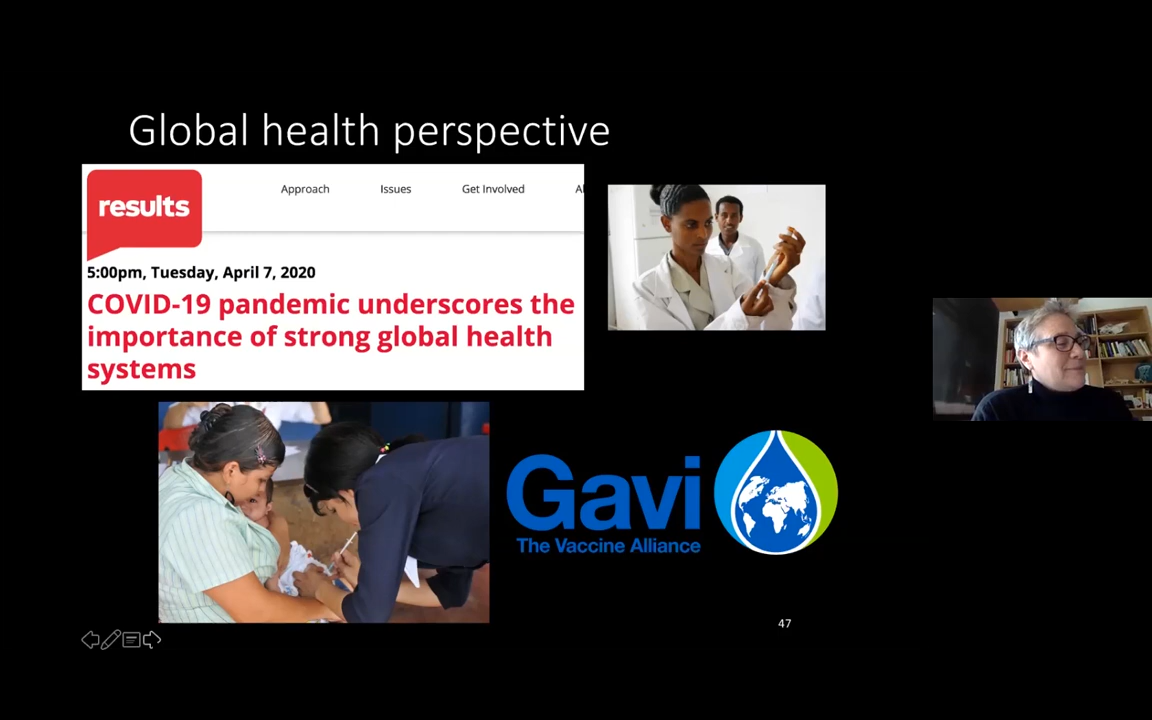 Global health perspective
results
Approach Issues Get Involved
5:00pm, Tuesday, April 7, 2020
COVID-19 pandemic underscores the
importance of strong global health
systems
Gavi
The Vaccine Alliance
47